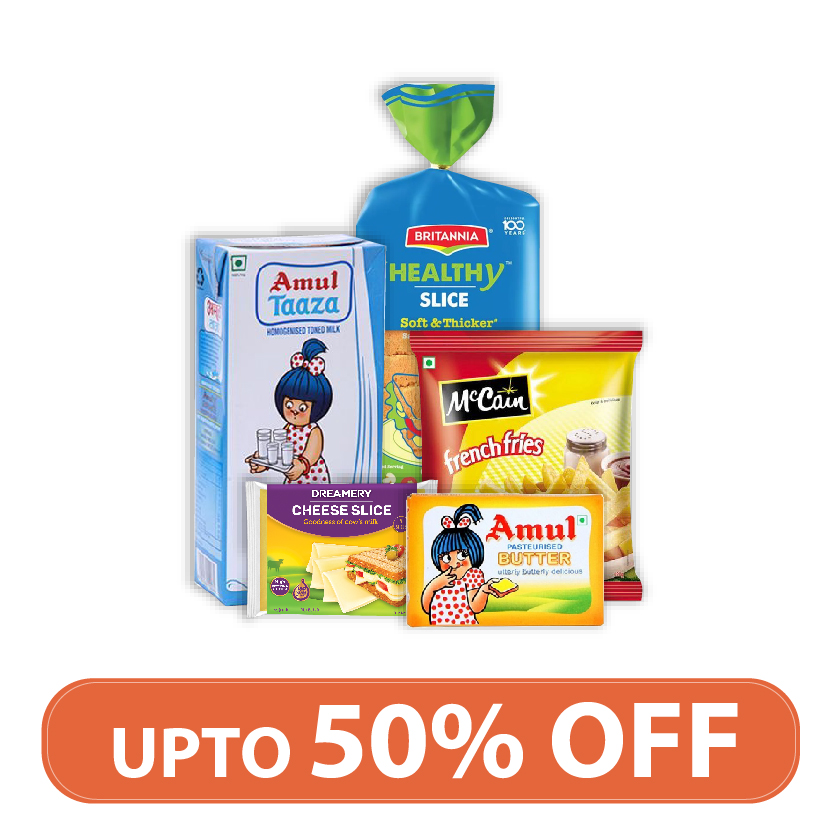 BRITANNIA
100
YEARS
HEALTHy™
SLICE
Soft & Thicker*
Amul
Taaza
HOMOGENISED TONED MILK
McCain
french fries
DREAMERY
CHEESE SLICE
Goodness of cow's milk
Amul
PASTEURISED
BUTTER
utterly butterly delicious
UPTO 50% OFF